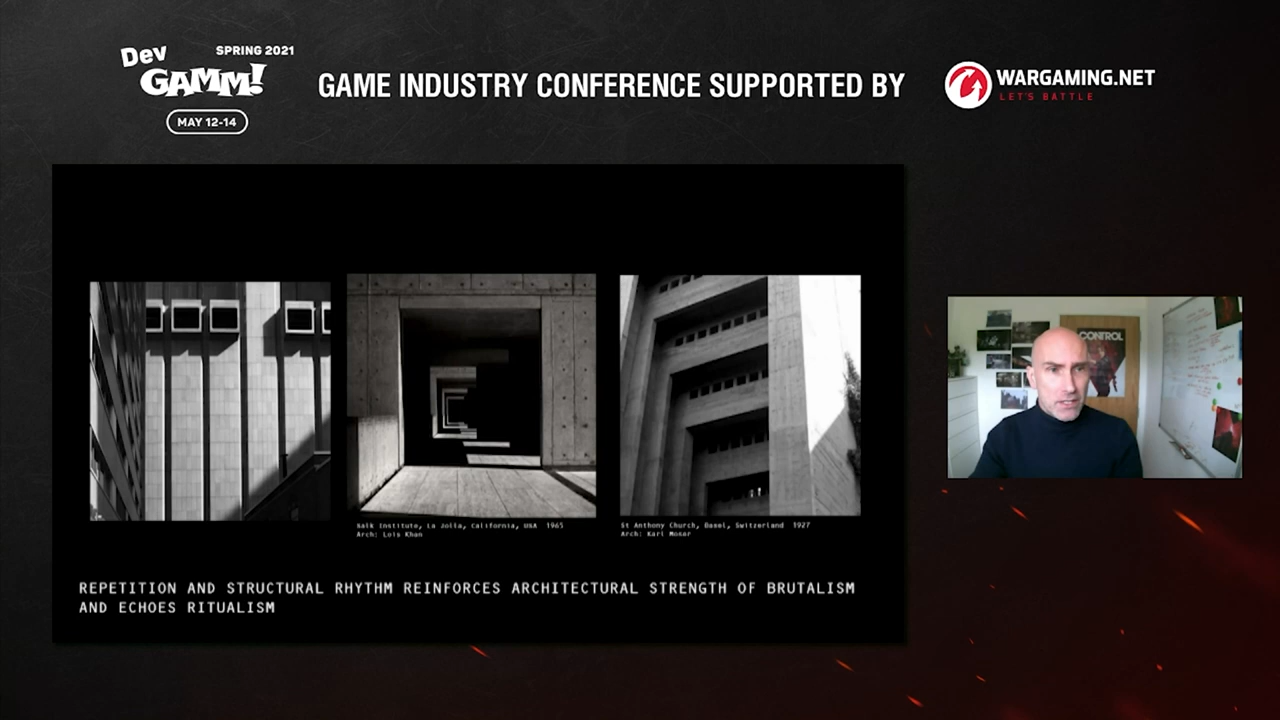 Dev
GAMM!
SPRING 2021
MAY 12-14
GAME INDUSTRY CONFERENCE SUPPORTED BY
WARGAMING.NET
LET'S BATTLE
CONTROL
Salk Institute, La Jolla, California, USA 1965
Arch: Lois Khan
St Anthony Church, Basel, Switzerland 1927
Arch: Karl Moser
REPETITION AND STRUCTURAL RHYTHM REINFORCES ARCHITECTURAL STRENGTH OF BRUTALISM
AND ECHOES RITUALISM